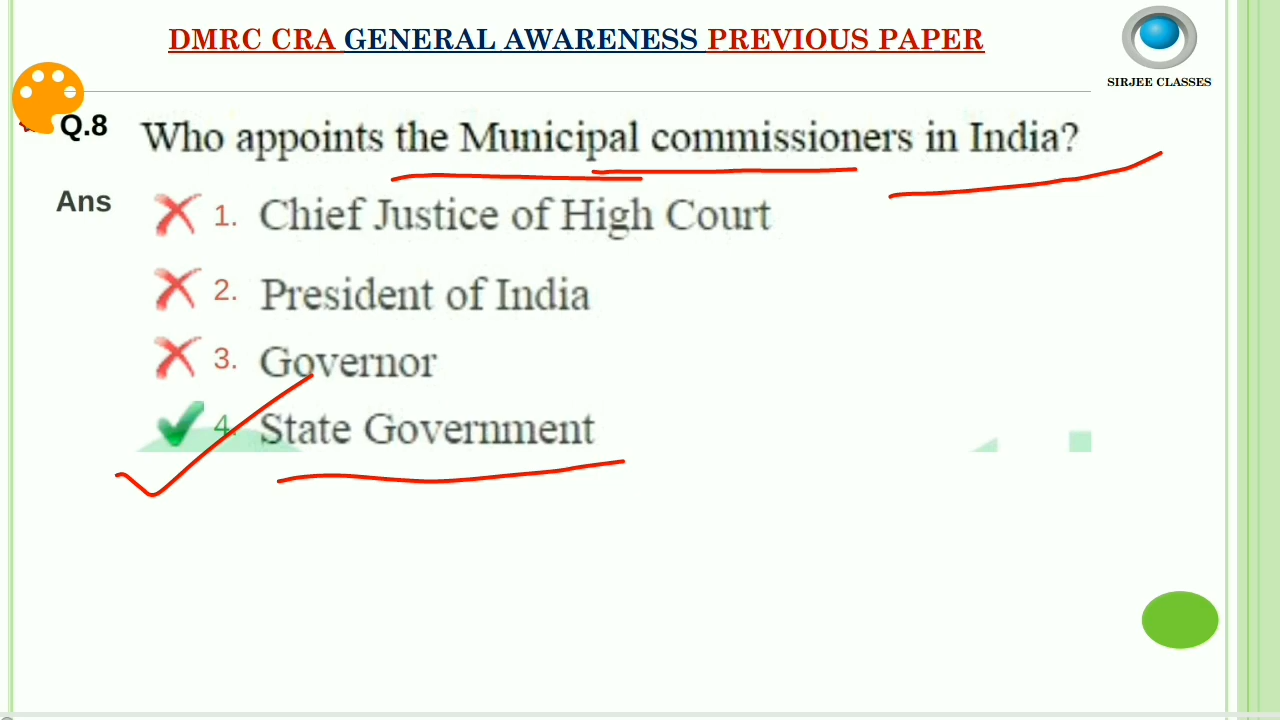 DMRC CRA GENERAL AWARENESS PREVIOUS PAPER
SIRJEE CLASSES
Q.8 Who appoints the Municipal commissioners in India?
Ans
1. Chief Justice of High Court
2. President of India
3. Governor
4. State Government